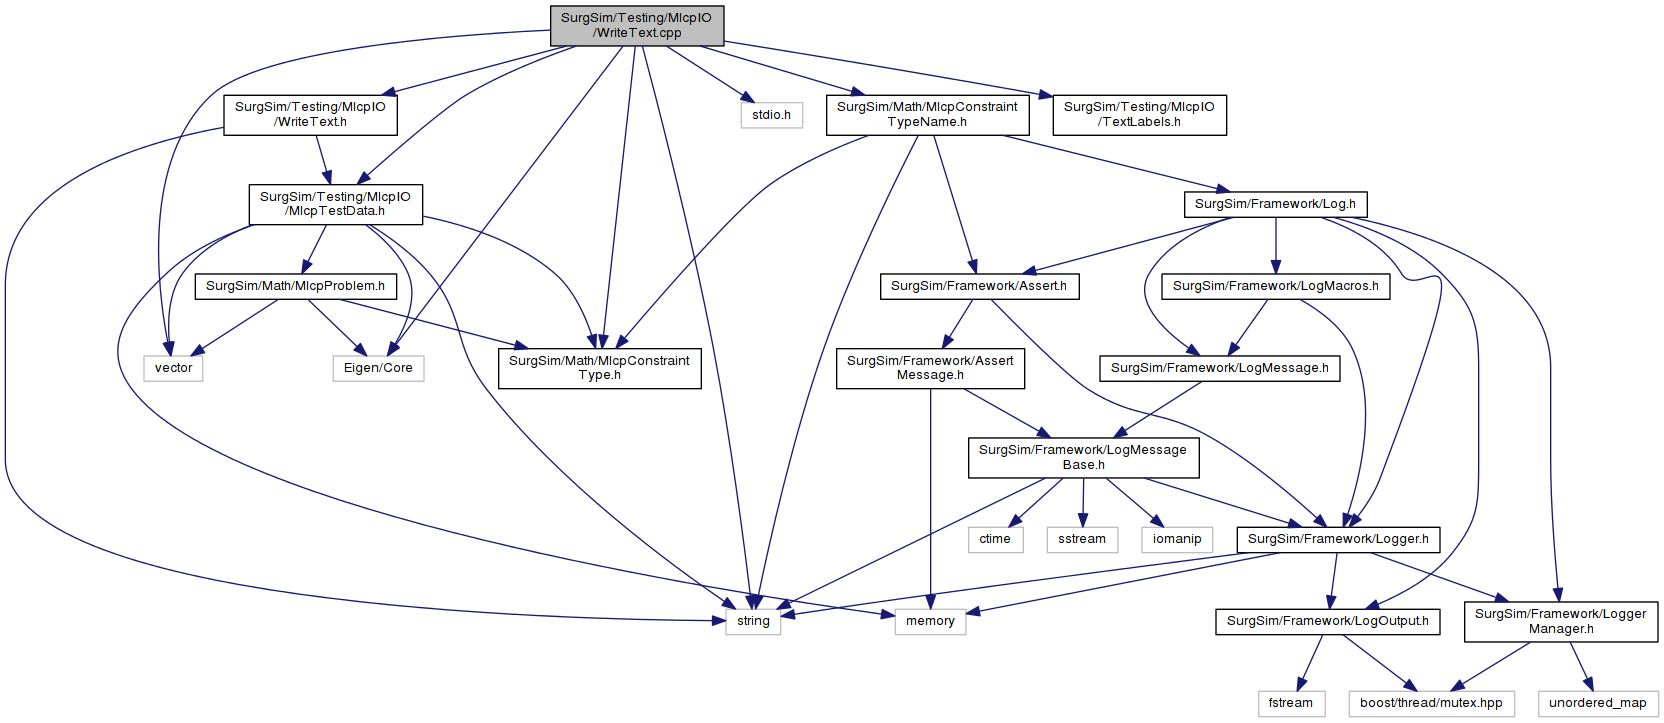 SurgSim/Testing/MlcpIO
/WriteText.cpp
SurgSim/Testing/MlcpIO
/WriteText.h
stdio.h
SurgSim/Math/MlcpConstraint
TypeName.h
SurgSim/Testing/MlcpIO
/TextLabels.h
SurgSim/Testing/MlcpIO
/MlcpTestData.h
SurgSim/Framework/Log.h
SurgSim/Math/MlcpProblem.h
SurgSim/Framework/Assert.h
SurgSim/Framework/LogMacros.h
vector
Eigen/Core
SurgSim/Math/MlcpConstraint
Type.h
SurgSim/Framework/Assert
Message.h
SurgSim/Framework/LogMessage.h
SurgSim/Framework/LogMessage
Base.h
ctime
sstream
iomanip
SurgSim/Framework/Logger.h
string
memory
SurgSim/Framework/LogOutput.h
SurgSim/Framework/Logger
Manager.h
fstream
boost/thread/mutex.hpp
unordered_map